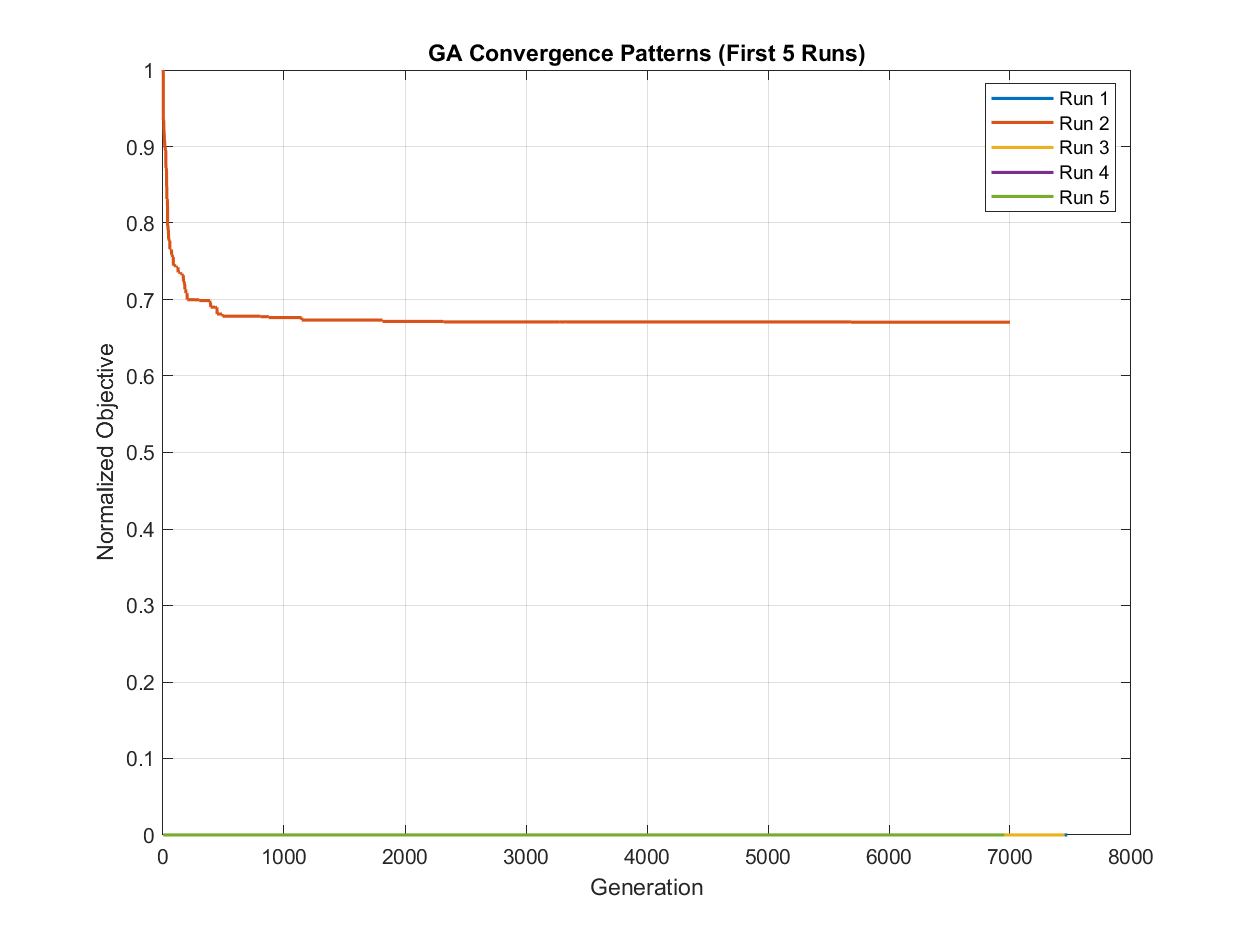 GA Convergence Patterns (First 5 Runs)
1
0.9
0.8
0.7
0.6
0.5
0.4
0.3
0.2
0.1
0
Normalized Objective
Run 1
Run 2
Run 3
Run 4
Run 5
0 1000 2000 3000 4000 5000 6000 7000 8000
Generation